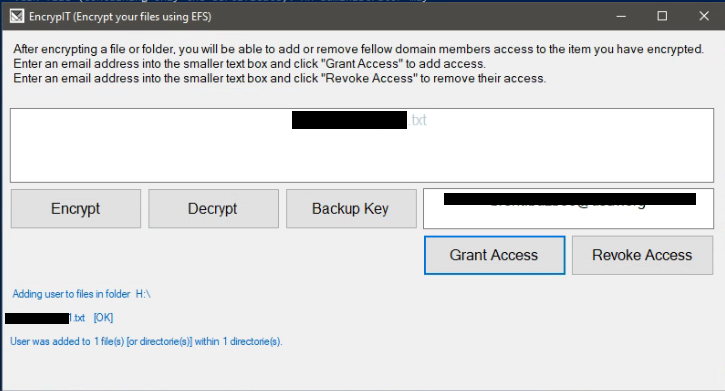 EncrypIT (Encrypt your files using EFS)
After encrypting a file or folder, you will be able to add or remove fellow domain members access to the item you have encrypted.
Enter an email address into the smaller text box and click "Grant Access" to add access.
Enter an email address into the smaller text box and click "Revoke Access" to remove their access.
.txt
Encrypt
Decrypt
Backup Key
Grant Access
Revoke Access
Adding user to files in folder H:\
.txt [OK]
User was added to 1 file(s) [or directorie(s)] within 1 directorie(s).